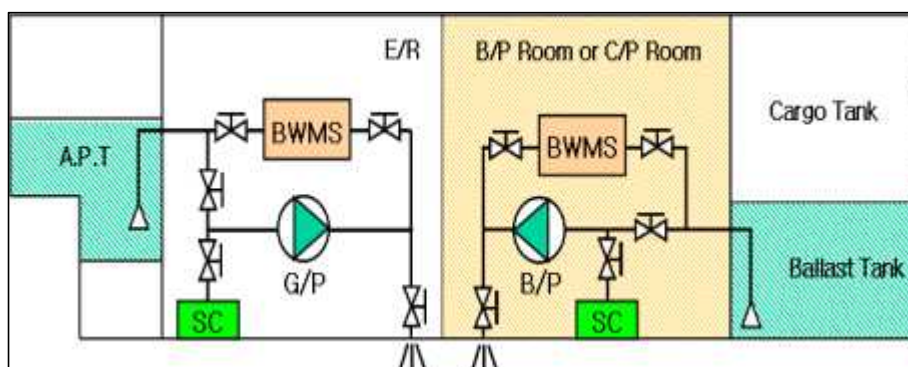 E/R
B/P Room or C/P Room
Cargo Tank
BWMS
BWMS
A.P.T
G/P
B/P
Ballast Tank
SC
SC